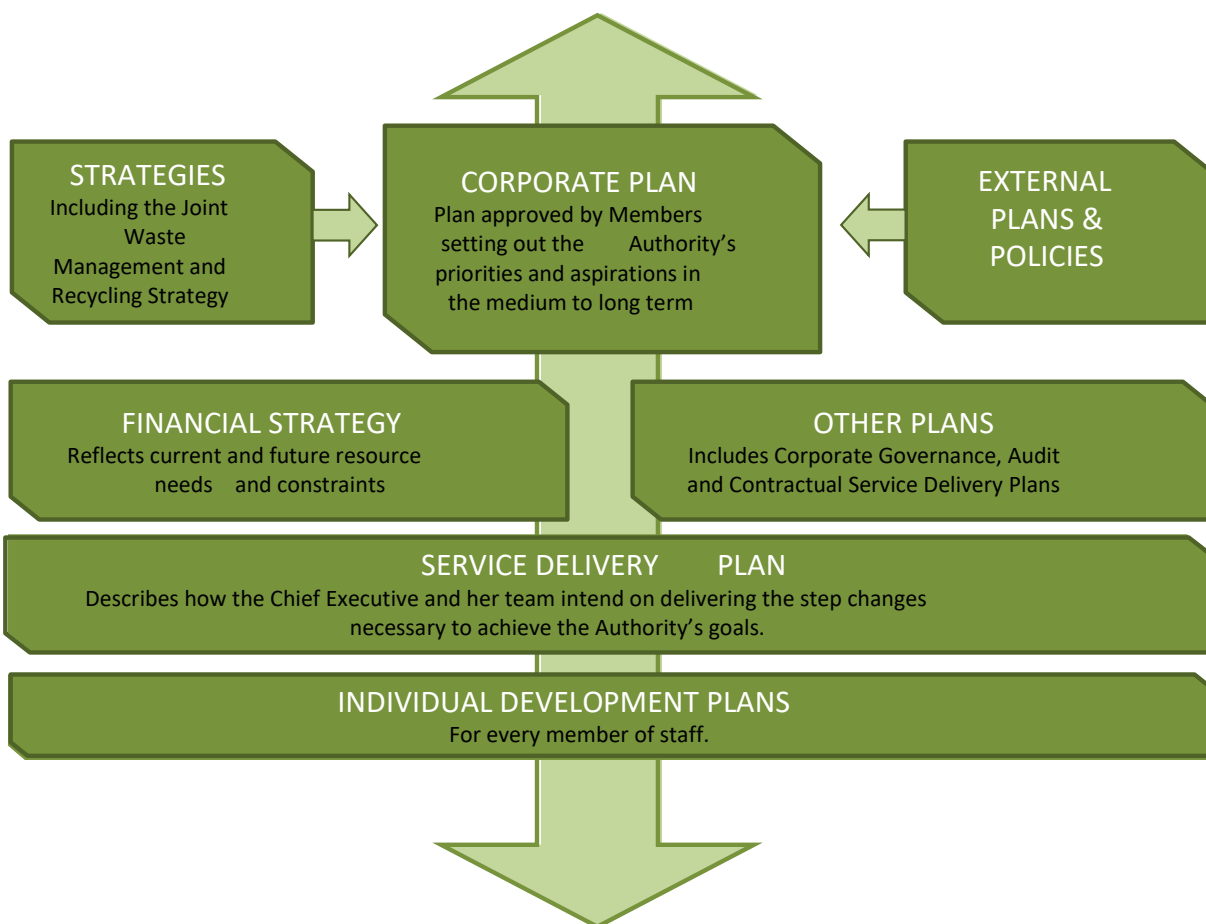 STRATEGIES
Including the Joint
Waste
Management and
Recycling Strategy
CORPORATE PLAN
Plan approved by Members
setting out the Authority’s
priorities and aspirations in
the medium to long term
EXTERNAL
PLANS &
POLICIES
FINANCIAL STRATEGY
Reflects current and future resource
needs and constraints
OTHER PLANS
Includes Corporate Governance, Audit
and Contractual Service Delivery Plans
SERVICE DELIVERY PLAN
Describes how the Chief Executive and her team intend on delivering the step changes
necessary to achieve the Authority’s goals.
INDIVIDUAL DEVELOPMENT PLANS
For every member of staff.